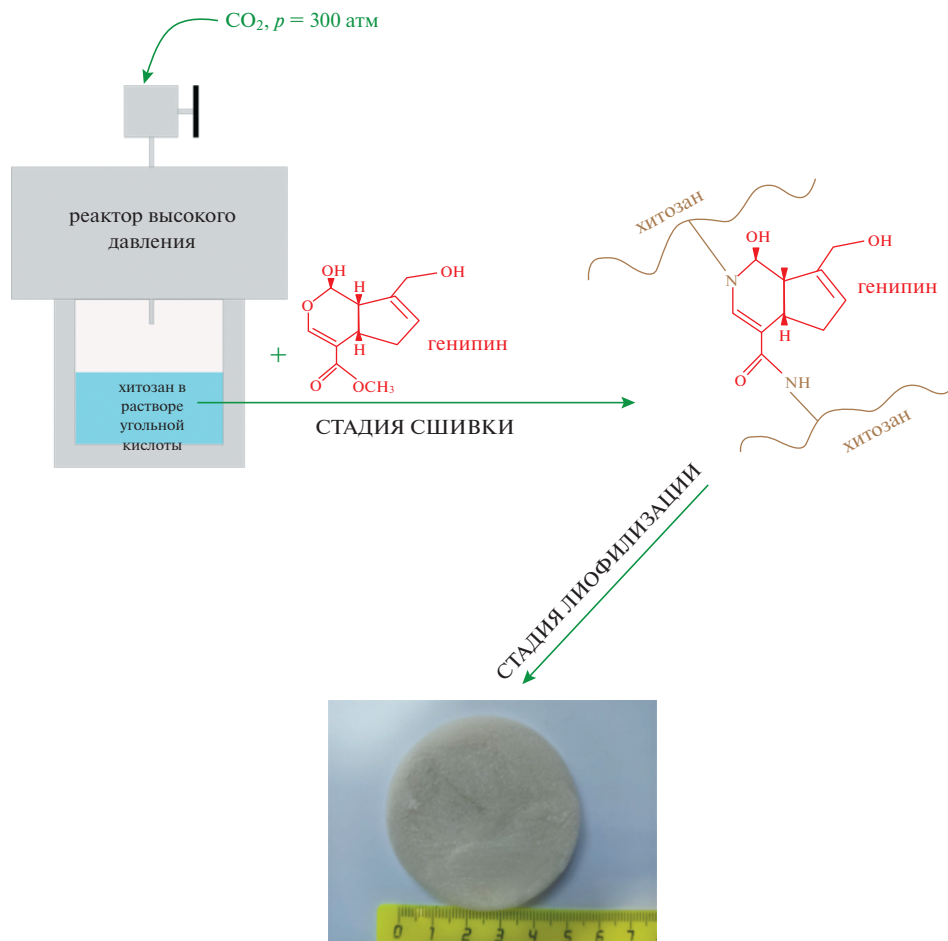 CO₂, p = 300 атм
реактор высокого
давления
хитозан в
растворе
угольной
кислоты
+
OH
H
OH
O
H
O
OCH₃
генипин
СТАДИЯ СШИВКИ
хитозан
OH
OH
N
генипин
H
O
NH
хитозан
СТАДИЯ ЛИОФИЛИЗАЦИИ
0 1 2 3 4 5 6 7